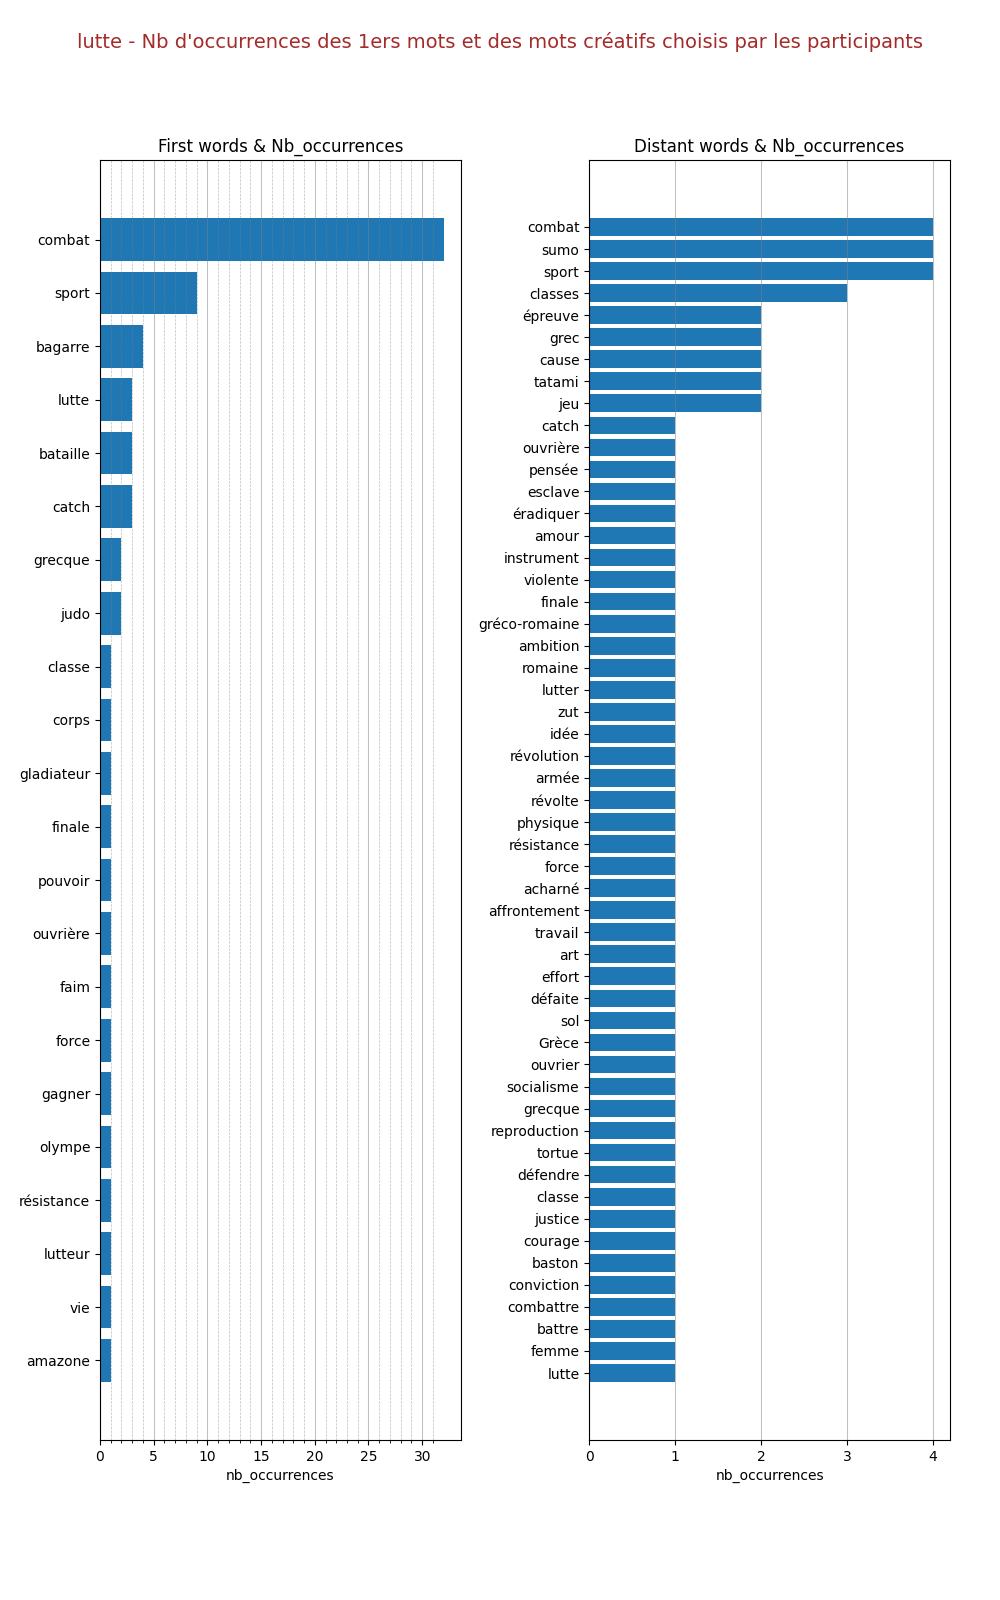 lutte - Nb d'occurrences des 1ers mots et des mots créatifs choisis par les participants
First words & Nb_occurrences
combat
sport
bagarre
lutte
bataille
catch
grecque
judo
classe
corps
gladiateur
finale
pouvoir
ouvrière
faim
force
gagner
olympe
résistance
lutteur
vie
amazone
0 5 10 15 20 25 30
nb_occurrences
Distant words & Nb_occurrences
combat
sumo
sport
classes
épreuve
grec
cause
tatami
jeu
catch
ouvrière
pensée
esclave
éradiquer
amour
instrument
violente
finale
gréco-romaine
ambition
romaine
lutter
zut
idée
révolution
armée
révolte
physique
résistance
force
acharné
affrontement
travail
art
effort
défaite
sol
Grèce
ouvrier
socialisme
grecque
reproduction
tortue
défendre
classe
justice
courage
baston
conviction
combattre
battre
femme
lutte
0 1 2 3 4
nb_occurrences